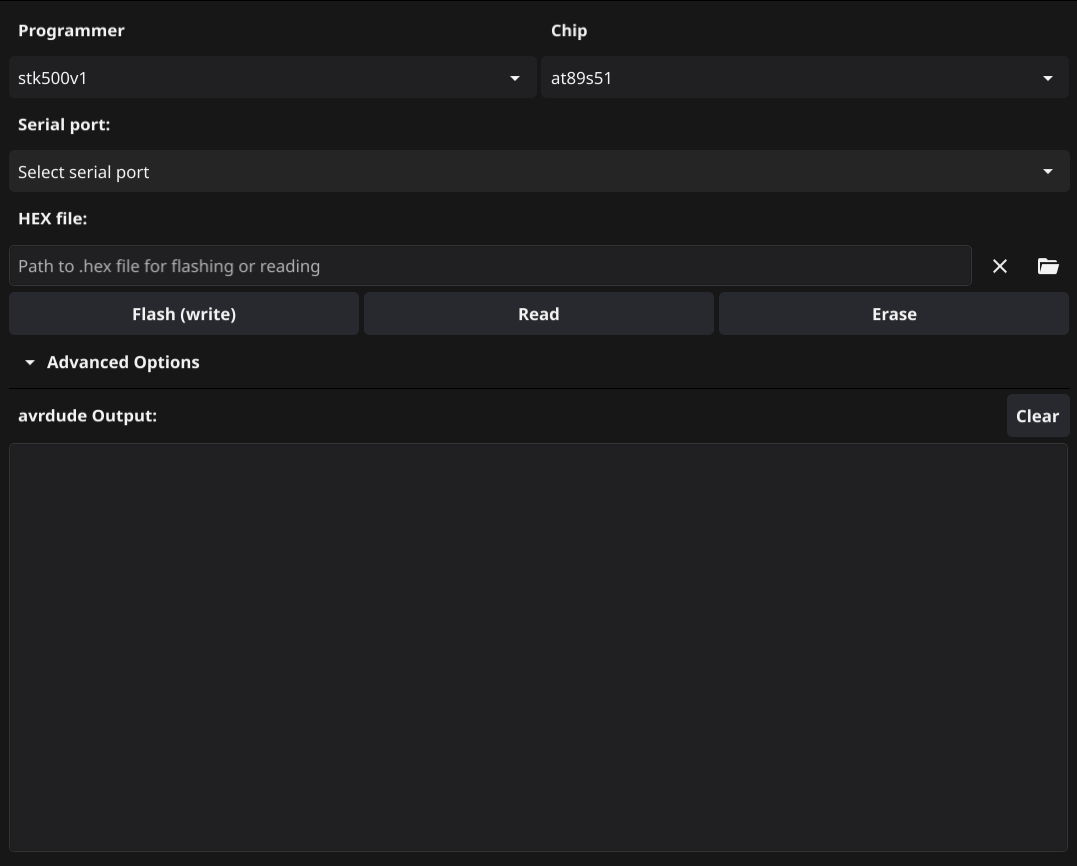 Programmer Chip
stk500v1 at89s51
Serial port:
Select serial port
HEX file:
Path to .hex file for flashing or reading
Flash (write) Read Erase
Advanced Options
avrdude Output: Clear